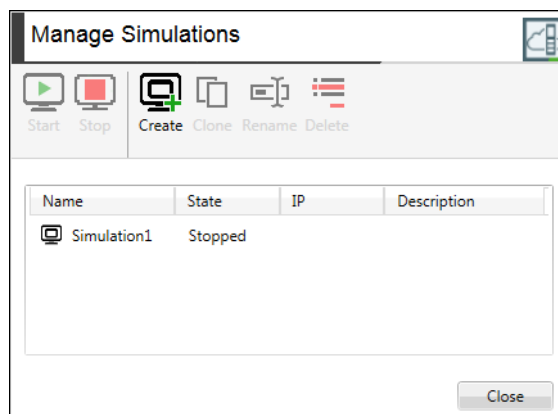 Manage Simulations
Start Stop Create Clone Rename Delete
Name State IP Description
Simulation1 Stopped
Close